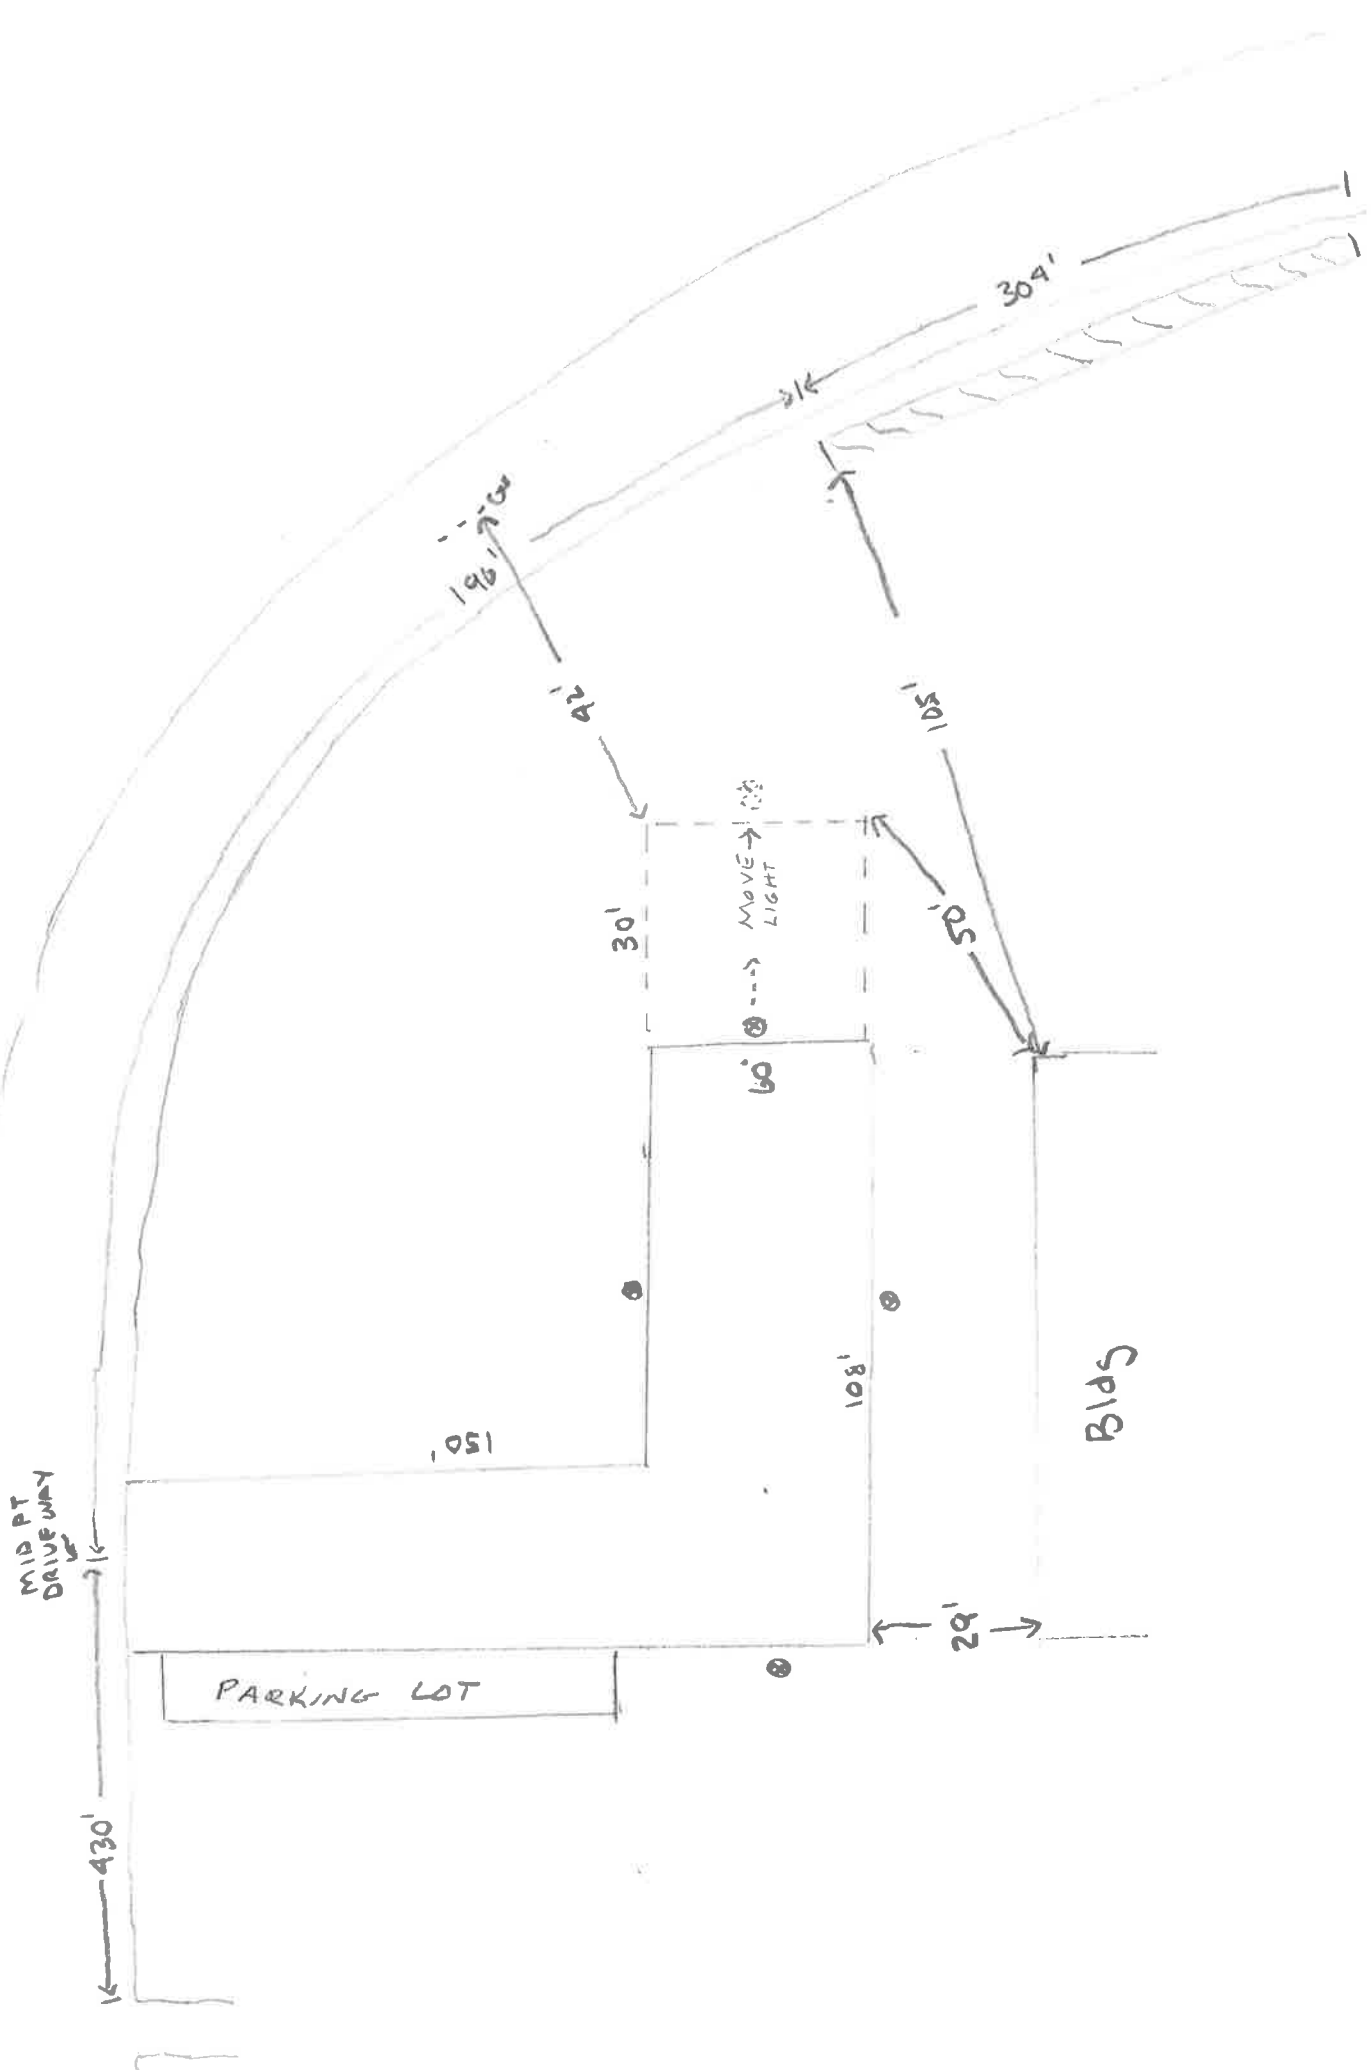 304'
196'
42'
105'
MOVE →
LIGHT
30'
50'
60'
108'
Bldg
150'
MID PT
DRIVEWAY
29'
PARKING LOT
430'